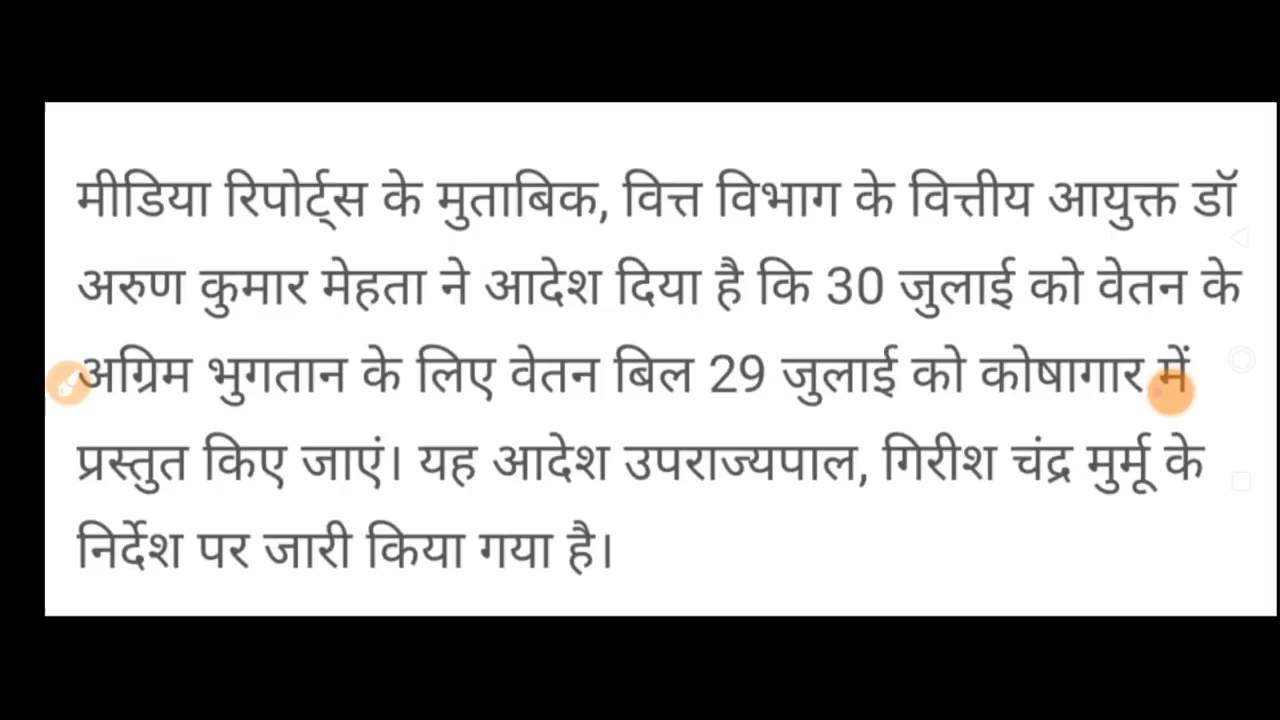 मीडिया रिपोर्ट्स के मुताबिक, वित्त विभाग के वित्तीय आयुक्त डॉ
अरुण कुमार मेहता ने आदेश दिया है कि 30 जुलाई को वेतन के
अग्रिम भुगतान के लिए वेतन बिल 29 जुलाई को कोषागार में
प्रस्तुत किए जाएं। यह आदेश उपराज्यपाल, गिरीश चंद्र मुर्मू के
निर्देश पर जारी किया गया है।